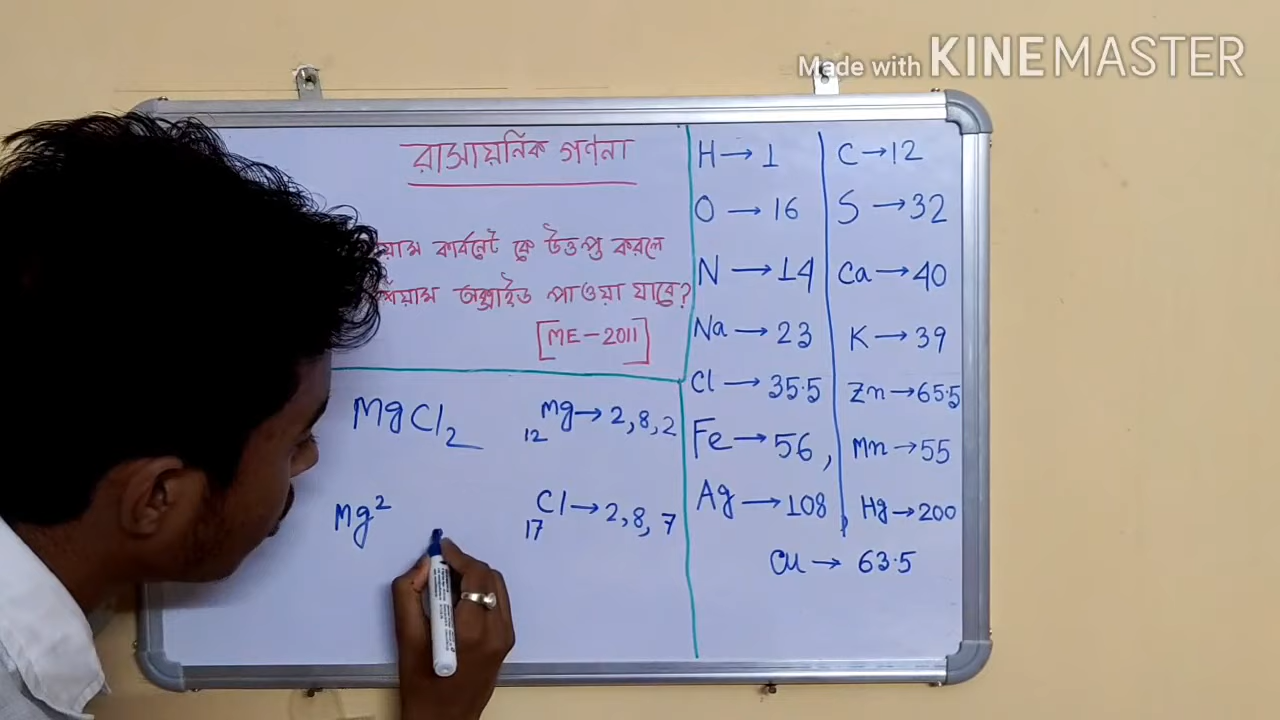 Made with KINEMASTER
রাসায়নিক গণনা
কার্বনেট কে উত্তপ্ত করলে
অক্সাইড পাওয়া যাবে?
[ME-2011]
MgCl₂
₁₂Mg→2,8,2
Mg²
₁₇Cl→2,8,7
H→1
O→16
N→14
Na→23
Cl→35.5
Fe→56,
Ag→108
C→12
S→32
Ca→40
K→39
Zn→65.5
Mn→55
Hg→200
Cu→63.5